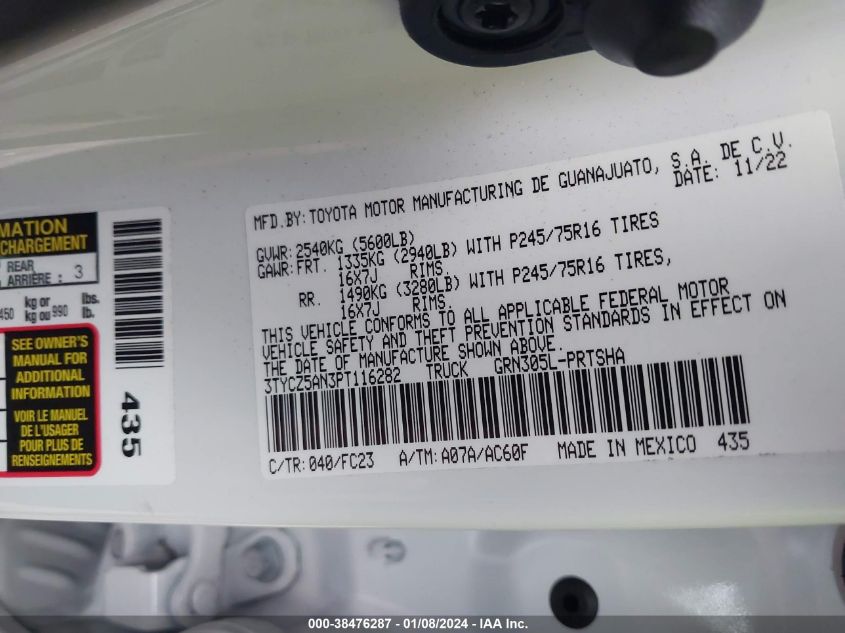 MFD.BY:TOYOTA MOTOR MANUFACTURING DE GUANAJUATO, S.A. DE C.V.
DATE: 11/22
GVWR:2540KG (5600LB)
GAWR:FRT. 1335KG (2940LB) WITH P245/75R16 TIRES
16X7J RIMS.
RR. 1490KG (3280LB) WITH P245/75R16 TIRES,
16X7J RIMS.
THIS VEHICLE CONFORMS TO ALL APPLICABLE FEDERAL MOTOR
VEHICLE SAFETY AND THEFT PREVENTION STANDARDS IN EFFECT ON
THE DATE OF MANUFACTURE SHOWN ABOVE.
3TYCZ5AN3PT116282 TRUCK GRN305L-PRTSHA
C/TR:040/FC23 A/TM:A07A/AC60F MADE IN MEXICO 435
MATION
CHARGEMENT
REAR
ARRIÈRE : 3
kg or lbs.
450 kg ou 990 lb.
SEE OWNER'S
MANUAL FOR
ADDITIONAL
INFORMATION
VOIR LE MANUEL
DE L'USAGER
POUR PLUS DE
RENSEIGNEMENTS
435
000-38476287 - 01/08/2024 - IAA Inc.